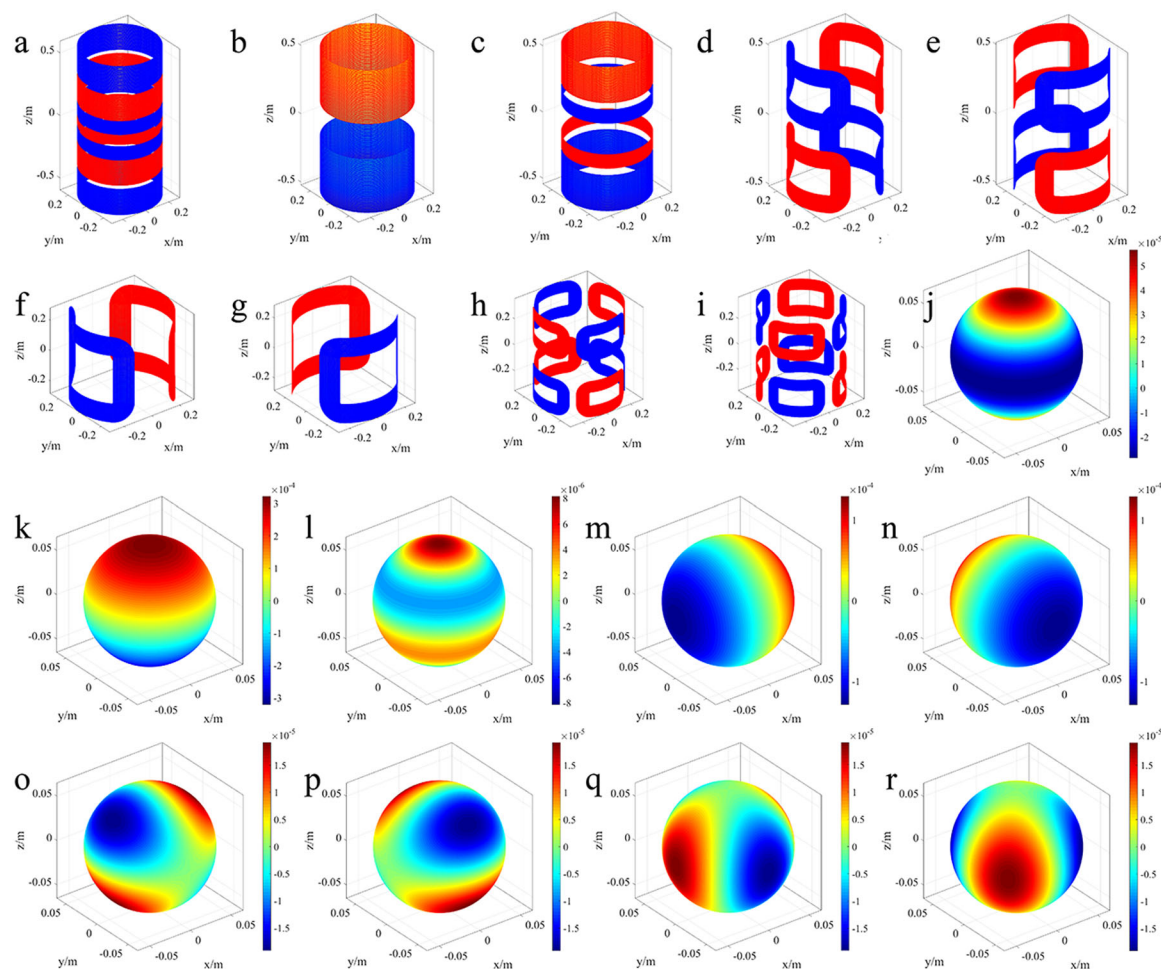 a b c d e
0.5 0.5 0.5 0.5 0.5
z/m z/m z/m z/m z/m
0 0 0 0 0
-0.5 -0.5 -0.5 -0.5 -0.5
0.2 0 -0.2 -0.2 0 0.2
0.2 0 -0.2 -0.2 0 0.2
0.2 0 -0.2 -0.2 0 0.2
0.2 0 -0.2 -0.2 0 0.2
0.2 0 -0.2 -0.2 0 0.2
y/m x/m y/m x/m y/m x/m y/m x/m y/m x/m
f g h i j
×10-5
0.2 0.2 0.2 0.2 0.05
z/m z/m z/m z/m z/m
0 0 0 0 0
-0.2 -0.2 -0.2 -0.2 -0.05
0.2 0 -0.2 -0.2 0 0.2
0.2 0 -0.2 -0.2 0 0.2
0.2 0 -0.2 -0.2 0 0.2
0.2 0 -0.2 -0.2 0 0.2
0.05 0 -0.05 -0.05 0 0.05
y/m x/m y/m x/m y/m x/m y/m x/m y/m x/m
5
4
3
2
1
0
-1
-2
k l m n
×10-4 ×10-6 ×10-4 ×10-4
0.05 0.05 0.05 0.05
z/m z/m z/m z/m
0 0 0 0
-0.05 -0.05 -0.05 -0.05
0.05 0 -0.05 -0.05 0 0.05
0.05 0 -0.05 -0.05 0 0.05
0.05 0 -0.05 -0.05 0 0.05
0.05 0 -0.05 -0.05 0 0.05
y/m x/m y/m x/m y/m x/m y/m x/m
3 2 1 0 -1 -2 -3
8 6 4 2 0 -2 -4 -6 -8
1 0 -1
1 0 -1
o p q r
×10-5 ×10-5 ×10-5 ×10-5
0.05 0.05 0.05 0.05
z/m z/m z/m z/m
0 0 0 0
-0.05 -0.05 -0.05 -0.05
0.05 0 -0.05 -0.05 0 0.05
0.05 0 -0.05 -0.05 0 0.05
0.05 0 -0.05 -0.05 0 0.05
0.05 0 -0.05 -0.05 0 0.05
y/m x/m y/m x/m y/m x/m y/m x/m
1.5 1 0.5 0 -0.5 -1 -1.5
1.5 1 0.5 0 -0.5 -1 -1.5
1.5 1 0.5 0 -0.5 -1 -1.5
1.5 1 0.5 0 -0.5 -1 -1.5